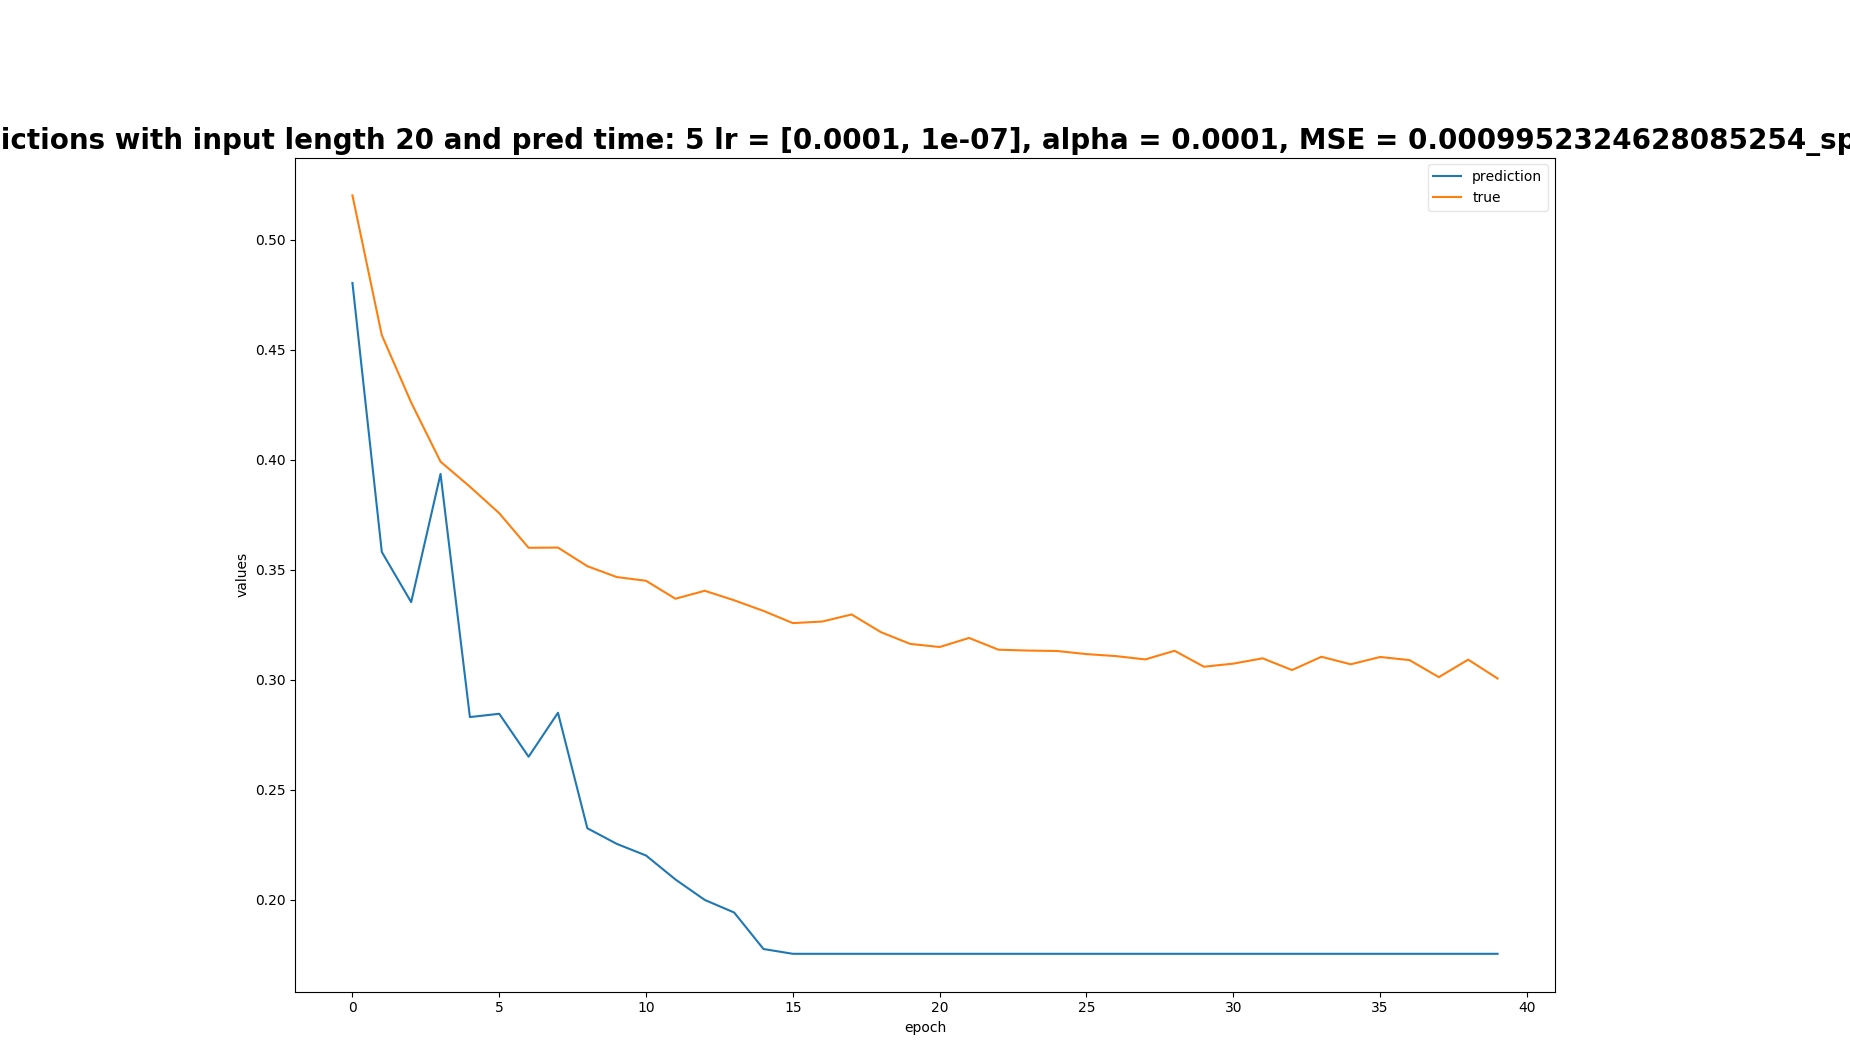 ictions with input length 20 and pred time: 5 lr = [0.0001, 1e-07], alpha = 0.0001, MSE = 0.0009952324628085254_sp
prediction
true
0.50
0.45
0.40
0.35
0.30
0.25
0.20
values
0 5 10 15 20 25 30 35 40
epoch